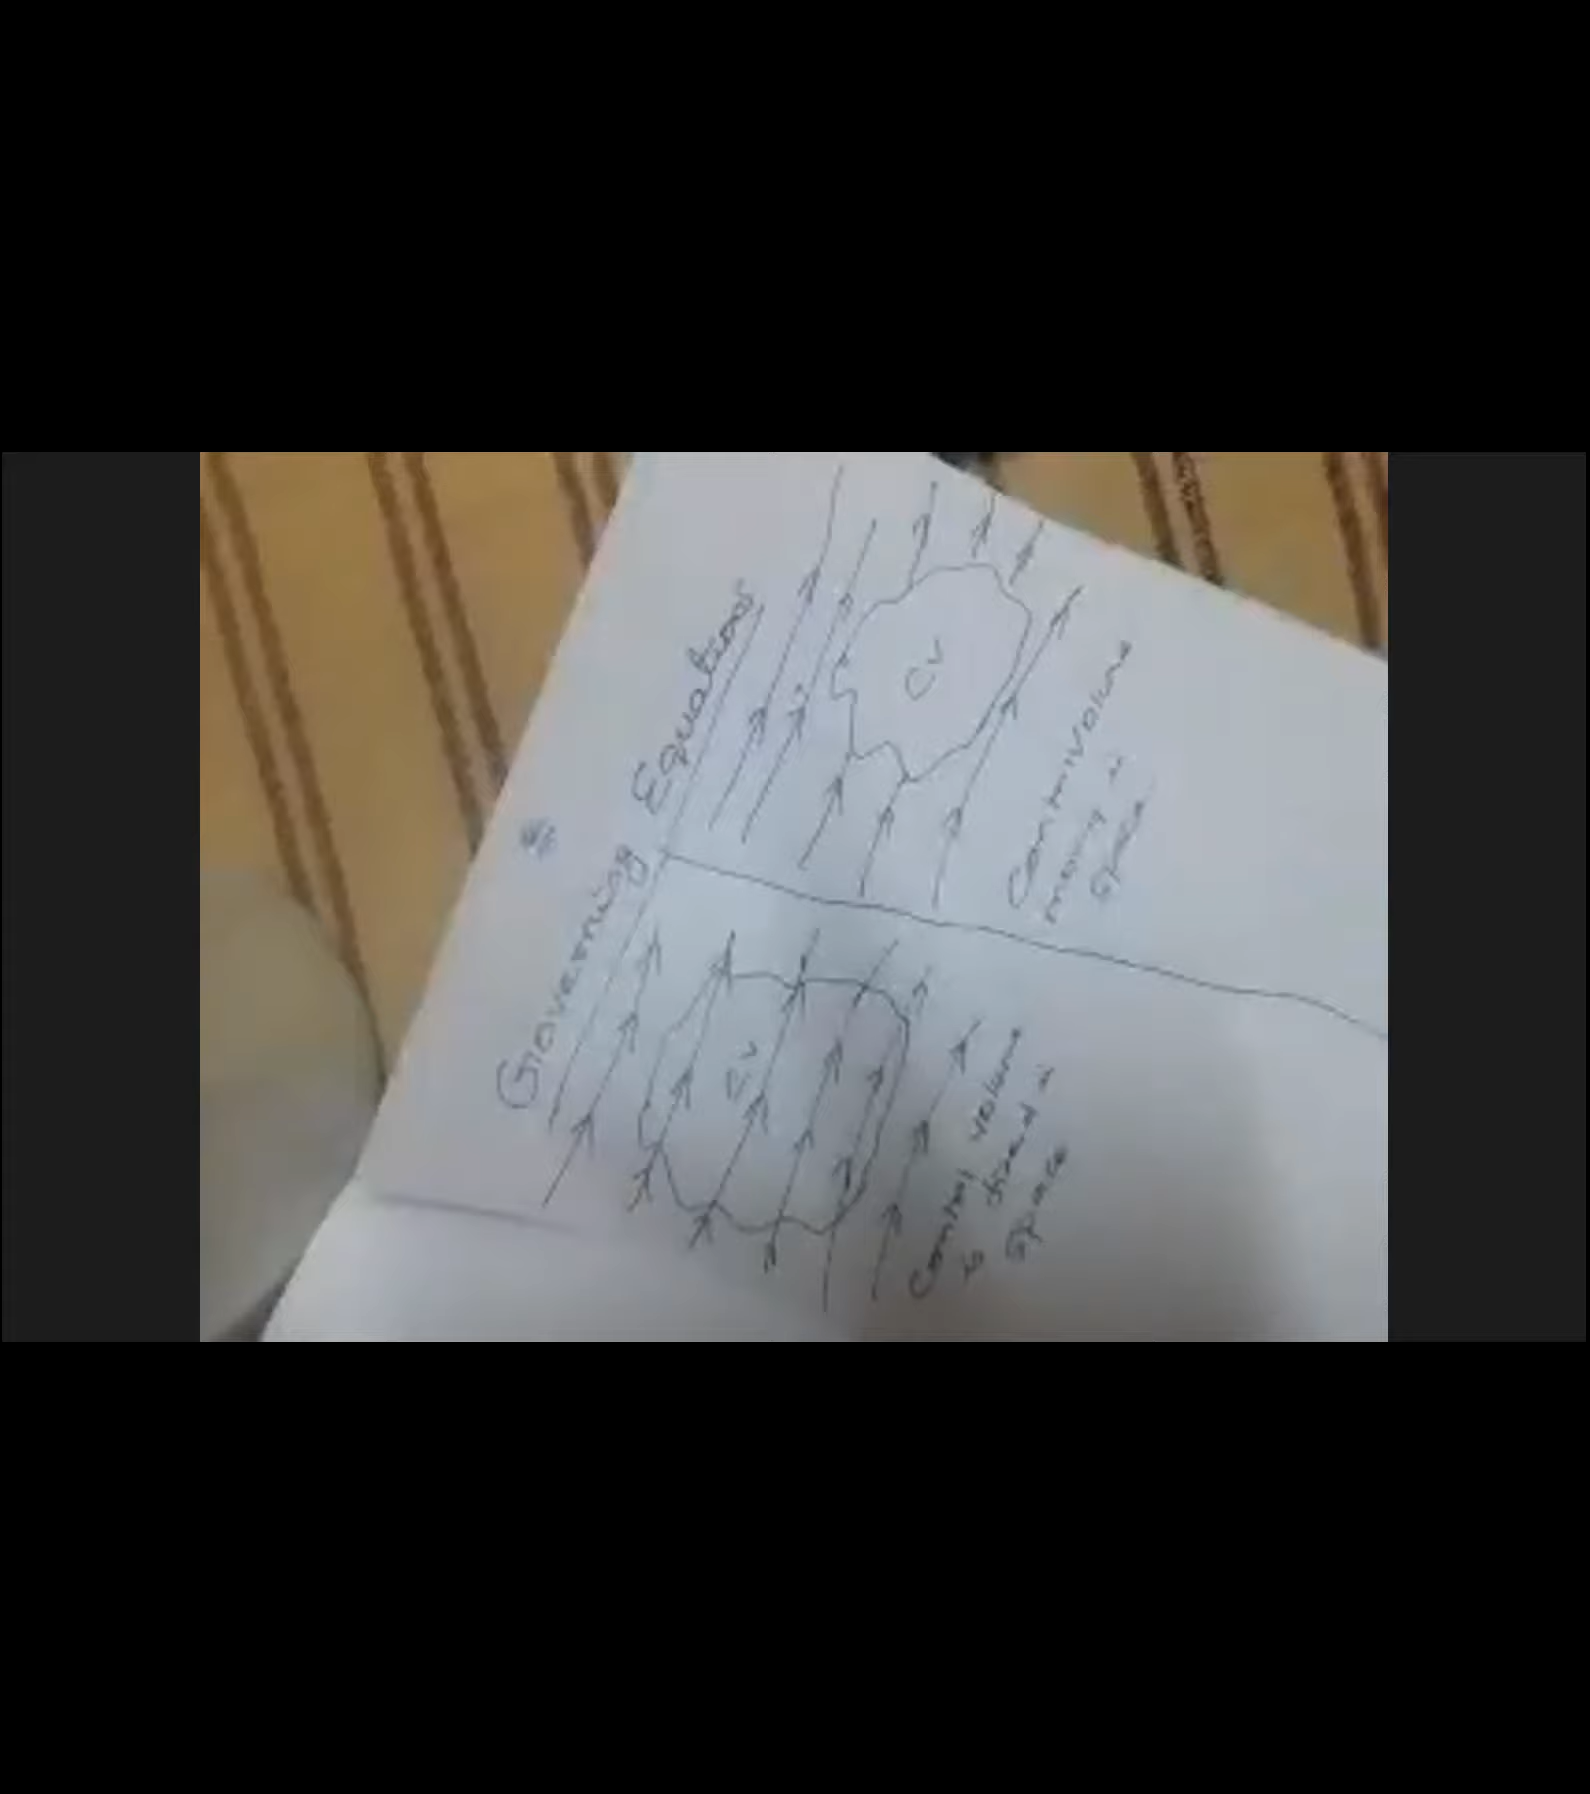 Governing Equations
CV
Control volume
is fixed in
space
CV
Control volume
moving in
space